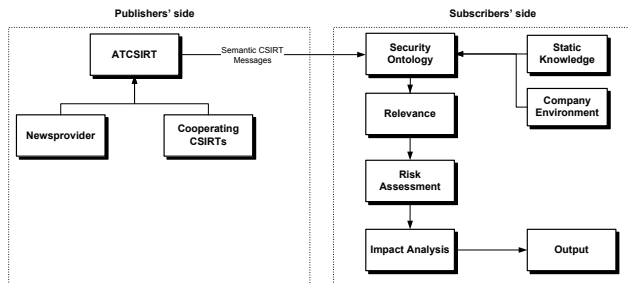 Publishers' side
Subscribers' side
ATCSIRT
Semantic CSIRT
Messages
Security
Ontology
Static
Knowledge
Newsprovider
Cooperating
CSIRTs
Relevance
Company
Environment
Risk
Assessment
Impact Analysis
Output